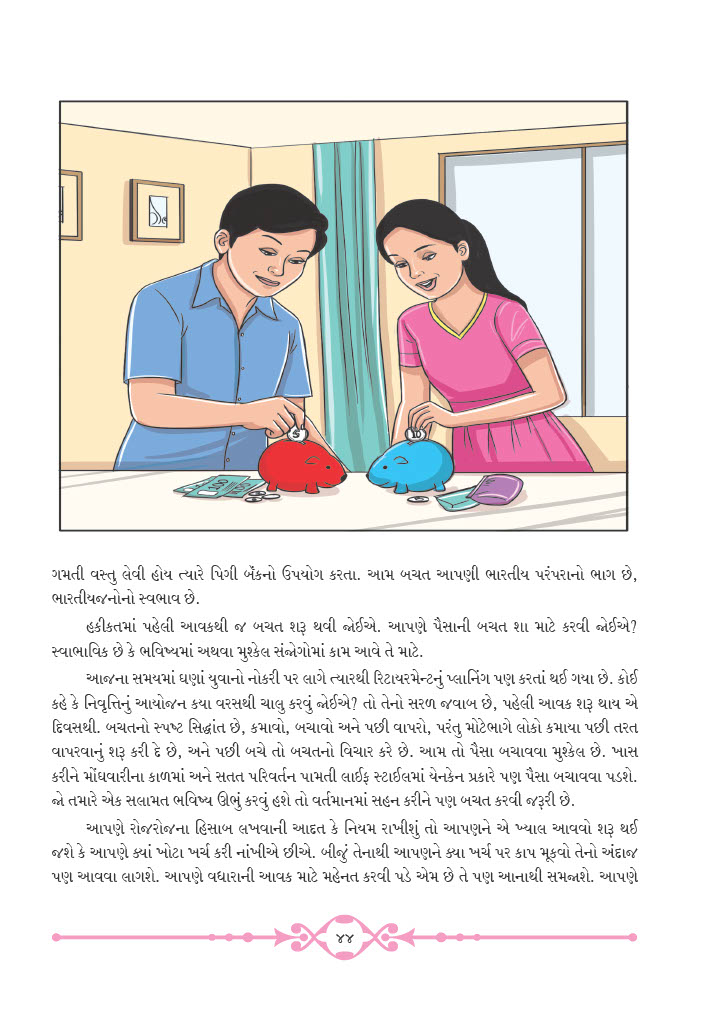 5
10
100
ગમતી વસ્તુ લેવી હોય ત્યારે પિગી બૅંકનો ઉપયોગ કરતા. આમ બચત આપણી ભારતીય પરંપરાનો ભાગ છે,
ભારતીયજનોનો સ્વભાવ છે.
હકીકતમાં પહેલી આવકથી જ બચત શરૂ થવી જોઈએ. આપણે પૈસાની બચત શા માટે કરવી જોઈએ?
સ્વાભાવિક છે કે ભવિષ્યમાં અથવા મુશ્કેલ સંજોગોમાં કામ આવે તે માટે.
આજના સમયમાં ઘણાં યુવાનો નોકરી પર લાગે ત્યારથી રિટાયરમેન્ટનું પ્લાનિંગ પણ કરતાં થઈ ગયા છે. કોઈ
કહે કે નિવૃત્તિનું આયોજન કયા વરસથી ચાલુ કરવું જોઈએ? તો તેનો સરળ જવાબ છે, પહેલી આવક શરૂ થાય એ
દિવસથી. બચતનો સ્પષ્ટ સિદ્ધાંત છે, કમાવો, બચાવો અને પછી વાપરો, પરંતુ મોટેભાગે લોકો કમાયા પછી તરત
વાપરવાનું શરૂ કરી દે છે, અને પછી બચે તો બચતનો વિચાર કરે છે. આમ તો પૈસા બચાવવા મુશ્કેલ છે. ખાસ
કરીને મોંઘવારીના કાળમાં અને સતત પરિવર્તન પામતી લાઈફ સ્ટાઈલમાં યેનકેન પ્રકારે પણ પૈસા બચાવવા પડશે.
જો તમારે એક સલામત ભવિષ્ય ઊભું કરવું હશે તો વર્તમાનમાં સહન કરીને પણ બચત કરવી જરૂરી છે.
આપણે રોજરોજના હિસાબ લખવાની આદત કે નિયમ રાખીશું તો આપણને એ ખ્યાલ આવવો શરૂ થઈ
જશે કે આપણે ક્યાં ખોટા ખર્ચ કરી નાંખીએ છીએ. બીજું તેનાથી આપણને ક્યા ખર્ચ પર કાપ મૂકવો તેનો અંદાજ
પણ આવવા લાગશે. આપણે વધારાની આવક માટે મહેનત કરવી પડે એમ છે તે પણ આનાથી સમજાશે. આપણે
૪૪